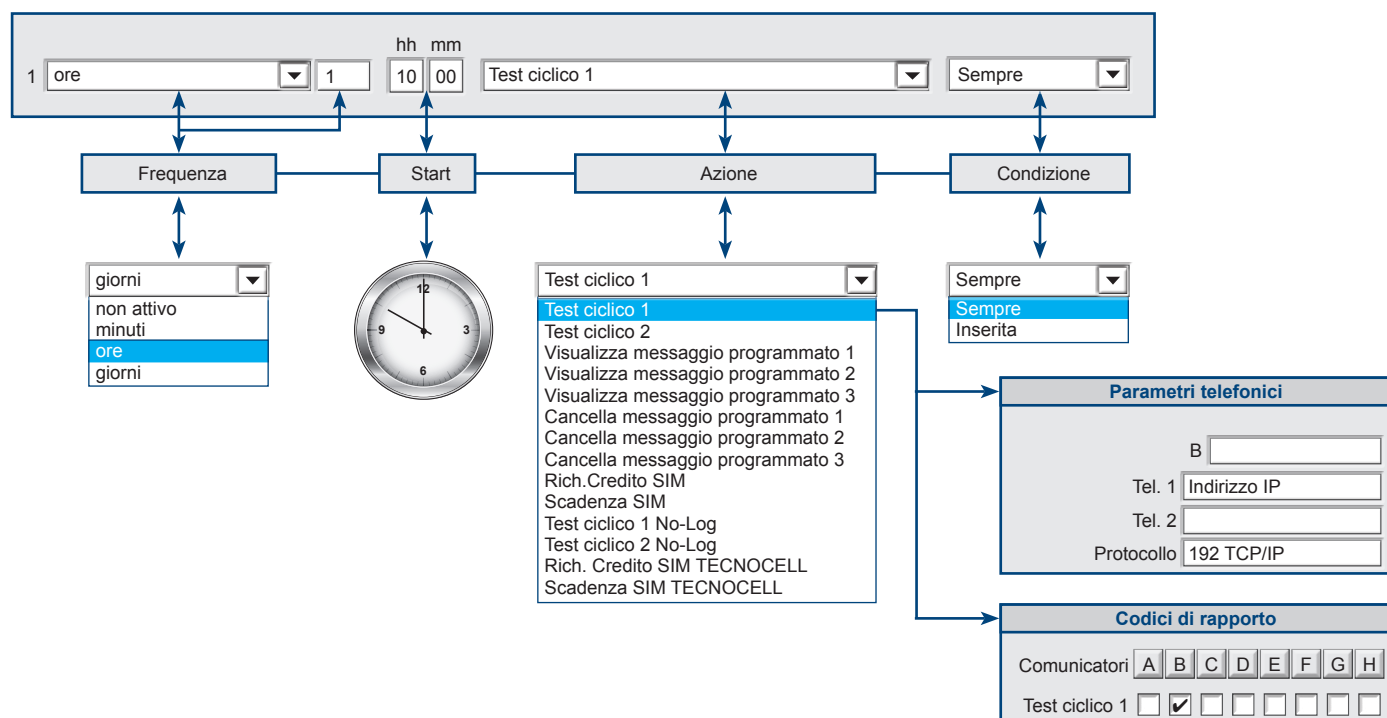 hh mm
1 ore 1 10 00 Test ciclico 1 Sempre
Frequenza Start Azione Condizione
giorni
non attivo
minuti
ore
giorni
12
9 3
6
Test ciclico 1
Test ciclico 1
Test ciclico 2
Visualizza messaggio programmato 1
Visualizza messaggio programmato 2
Visualizza messaggio programmato 3
Cancella messaggio programmato 1
Cancella messaggio programmato 2
Cancella messaggio programmato 3
Rich.Credito SIM
Scadenza SIM
Test ciclico 1 No-Log
Test ciclico 2 No-Log
Rich. Credito SIM TECNOCELL
Scadenza SIM TECNOCELL
Sempre
Sempre
Inserita
Parametri telefonici
B
Tel. 1 Indirizzo IP
Tel. 2
Protocollo 192 TCP/IP
Codici di rapporto
Comunicatori A B C D E F G H
Test ciclico 1